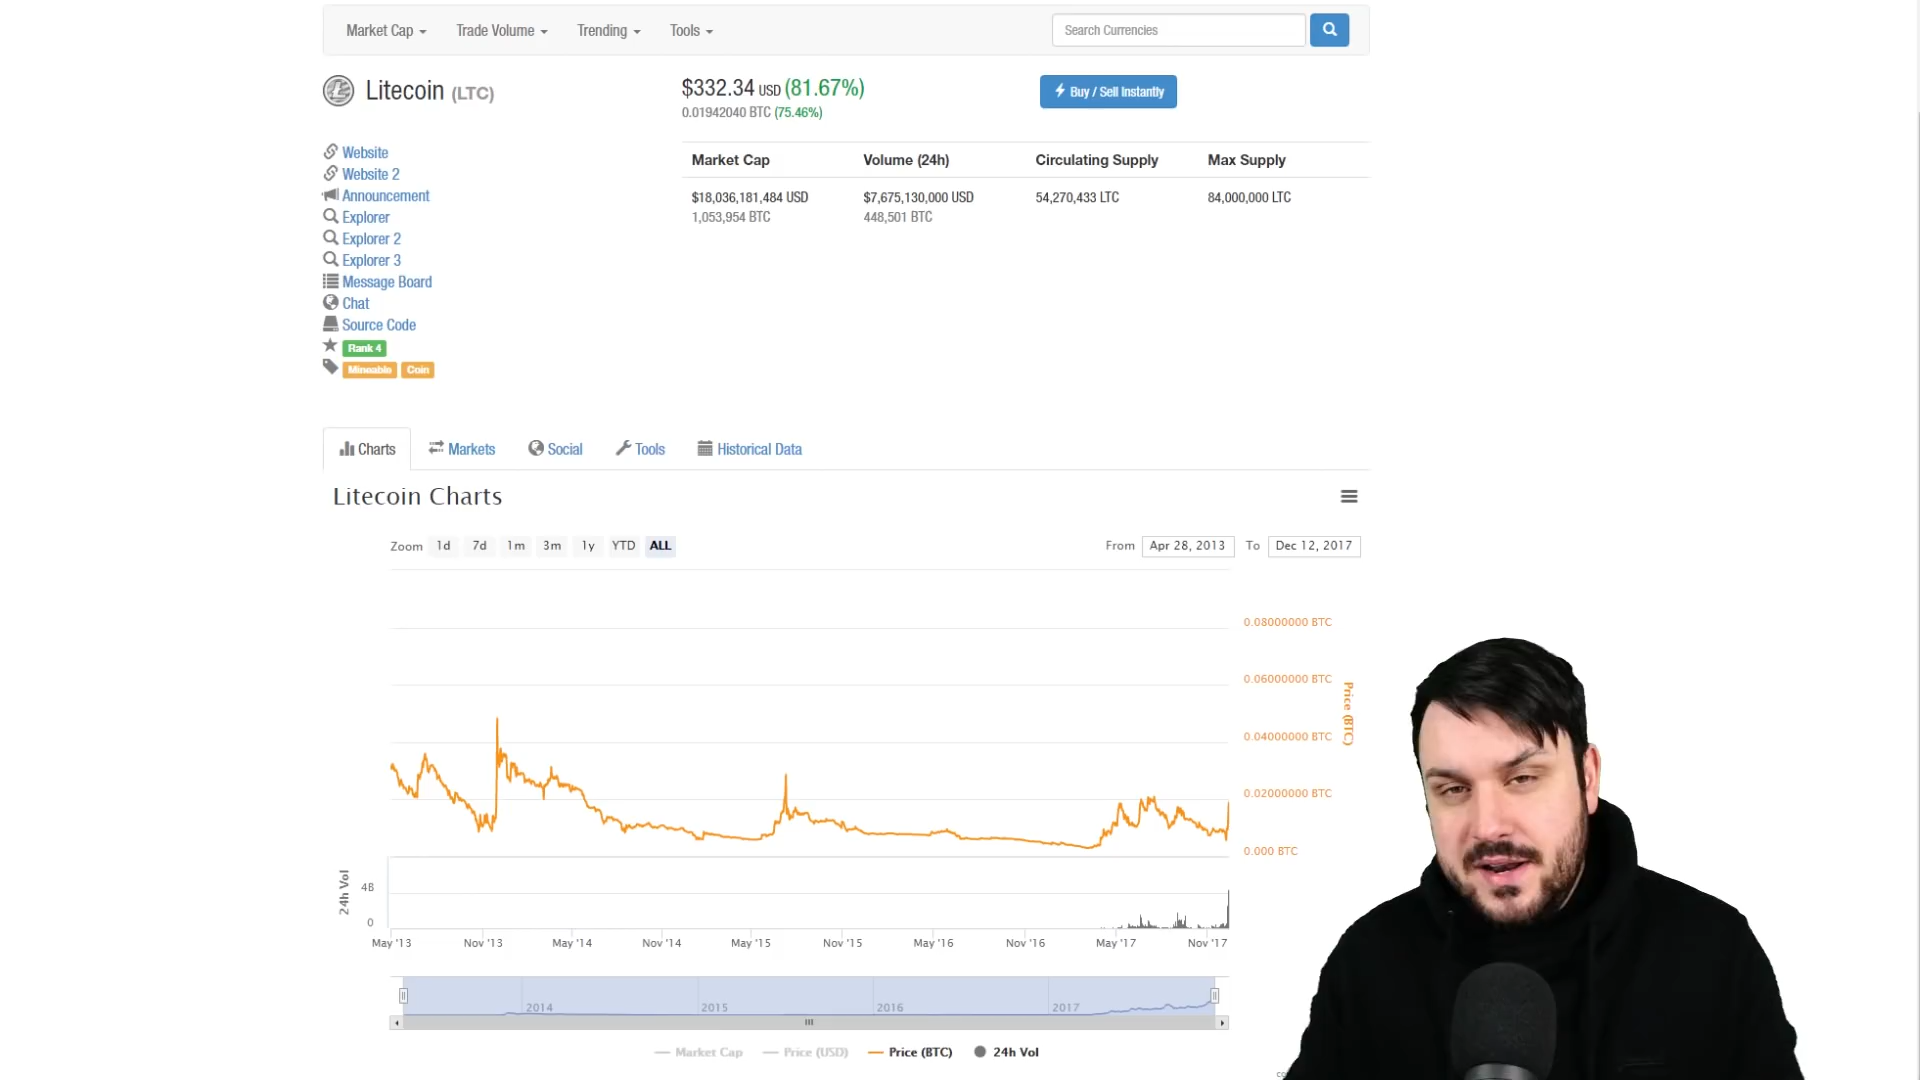 Market Cap Trade Volume Trending Tools Search Currencies
Litecoin (LTC)
$332.34 USD (81.67%)
0.01942040 BTC (75.46%)
Buy / Sell Instantly
Market Cap Volume (24h) Circulating Supply Max Supply
$18,036,181,484 USD $7,675,130,000 USD 54,270,433 LTC 84,000,000 LTC
1,053,954 BTC 448,501 BTC
Website
Website 2
Announcement
Explorer
Explorer 2
Explorer 3
Message Board
Chat
Source Code
Rank 4
Mineable Coin
Charts Markets Social Tools Historical Data
Litecoin Charts
Zoom 1d 7d 1m 3m 1y YTD ALL From Apr 28, 2013 To Dec 12, 2017
0.08000000 BTC
0.06000000 BTC
0.04000000 BTC
0.02000000 BTC
0.000 BTC
Price (BTC)
24h Vol
4B
0
May '13 Nov '13 May '14 Nov '14 May '15 Nov '15 May '16 Nov '16 May '17 Nov '17
2014 2015 2016 2017
Market Cap Price (USD) Price (BTC) 24h Vol